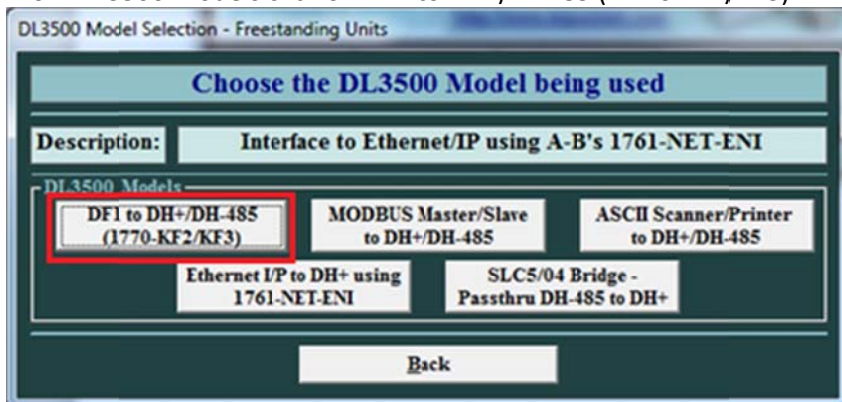 DL3500 Model Selection - Freestanding Units
Choose the DL3500 Model being used
Description:
Interface to Ethernet/IP using A-B's 1761-NET-ENI
DL3500 Models
DF1 to DH+/DH-485
(1770-KF2/KF3)
MODBUS Master/Slave
to DH+/DH-485
ASCII Scanner/Printer
to DH+/DH-485
Ethernet I/P to DH+ using
1761-NET-ENI
SLC5/04 Bridge -
Passthru DH-485 to DH+
Back